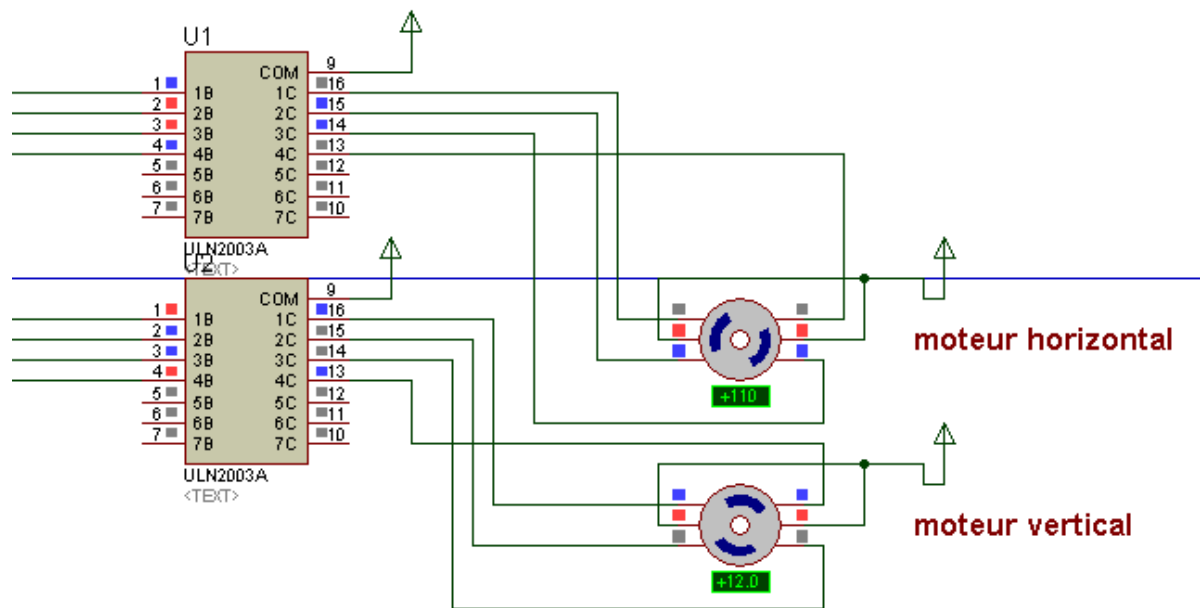 U1
COM 9
1 1B 1C 16
2 2B 2C 15
3 3B 3C 14
4 4B 4C 13
5 5B 5C 12
6 6B 6C 11
7 7B 7C 10
ULN2003A
<TEXT>
U2
COM 9
1 1B 1C 16
2 2B 2C 15
3 3B 3C 14
4 4B 4C 13
5 5B 5C 12
6 6B 6C 11
7 7B 7C 10
ULN2003A
<TEXT>
moteur horizontal
+110
moteur vertical
+12.0